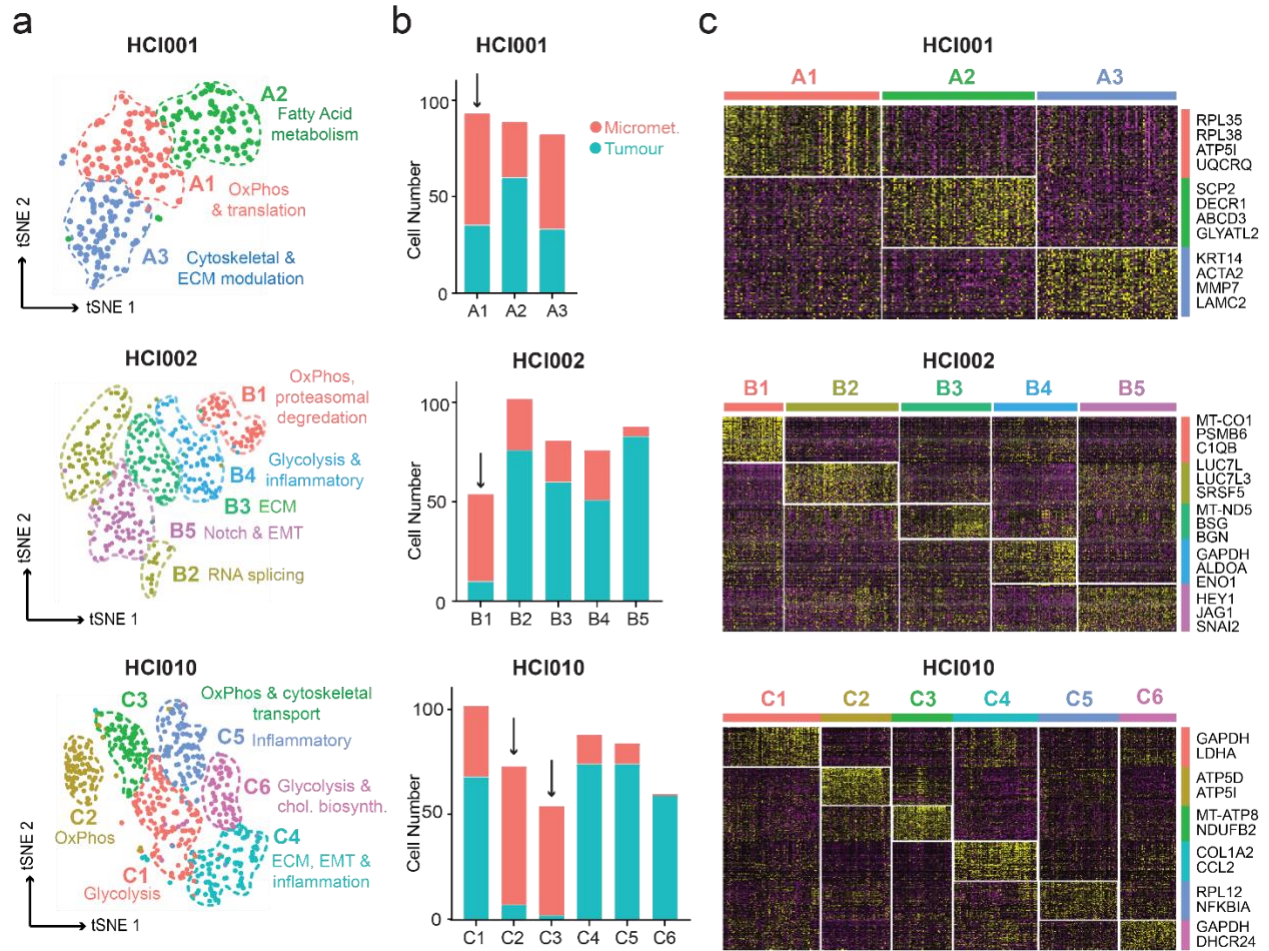 a
HCI001
A2
Fatty Acid
metabolism
A1 OxPhos
& translation
A3 Cytoskeletal &
ECM modulation
tSNE 2
tSNE 1
HCI002
OxPhos,
B1 proteasomal
degredation
B4 Glycolysis &
inflammatory
B3 ECM
B5 Notch & EMT
B2 RNA splicing
tSNE 2
tSNE 1
HCI010
C3 OxPhos & cytoskeletal
transport
C5 Inflammatory
C6 Glycolysis &
chol. biosynth.
C2
OxPhos
C4
ECM, EMT &
inflammation
C1
Glycolysis
tSNE 2
tSNE 1
b
HCI001
Cell Number
100
50
0
A1 A2 A3
Micromet.
Tumour
HCI002
Cell Number
100
50
0
B1 B2 B3 B4 B5
HCI010
Cell Number
100
50
0
C1 C2 C3 C4 C5 C6
c
HCI001
A1 A2 A3
RPL35
RPL38
ATP5I
UQCRQ
SCP2
DECR1
ABCD3
GLYATL2
KRT14
ACTA2
MMP7
LAMC2
HCI002
B1 B2 B3 B4 B5
MT-CO1
PSMB6
C1QB
LUC7L
LUC7L3
SRSF5
MT-ND5
BSG
BGN
GAPDH
ALDOA
ENO1
HEY1
JAG1
SNAI2
HCI010
C1 C2 C3 C4 C5 C6
GAPDH
LDHA
ATP5D
ATP5I
MT-ATP8
NDUFB2
COL1A2
CCL2
RPL12
NFKBIA
GAPDH
DHCR24